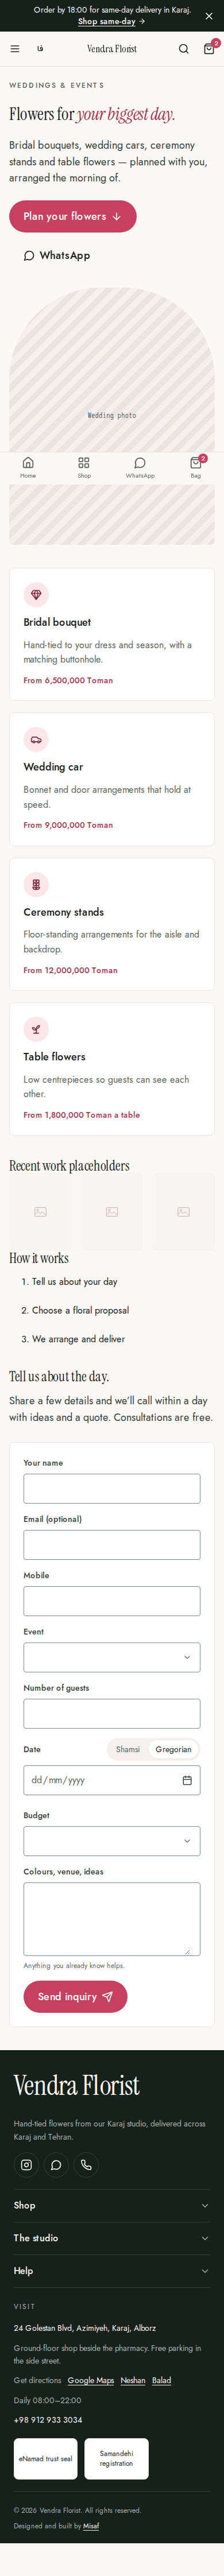 Order by 18:00 for same-day delivery in Karaj.
Shop same-day →
فا
Vendra Florist
2
WEDDINGS & EVENTS
Flowers for your biggest day.
Bridal bouquets, wedding cars, ceremony
stands and table flowers — planned with you,
arranged the morning of.
Plan your flowers ↓
WhatsApp
Wedding photo
Home
Shop
WhatsApp
2
Bag
Bridal bouquet
Hand-tied to your dress and season, with a
matching buttonhole.
From 6,500,000 Toman
Wedding car
Bonnet and door arrangements that hold at
speed.
From 9,000,000 Toman
Ceremony stands
Floor-standing arrangements for the aisle and
backdrop.
From 12,000,000 Toman
Table flowers
Low centrepieces so guests can see each
other.
From 1,800,000 Toman a table
Recent work placeholders
How it works
1. Tell us about your day
2. Choose a floral proposal
3. We arrange and deliver
Tell us about the day.
Share a few details and we'll call within a day
with ideas and a quote. Consultations are free.
Your name
Email (optional)
Mobile
Event
Number of guests
Date
Shamsi
Gregorian
dd/mm/yyyy
Budget
Colours, venue, ideas
Anything you already know helps.
Send inquiry
Vendra Florist
Hand-tied flowers from our Karaj studio, delivered across
Karaj and Tehran.
Shop
The studio
Help
VISIT
24 Golestan Blvd, Azimiyeh, Karaj, Alborz
Ground-floor shop beside the pharmacy. Free parking in
the side street.
Get directions Google Maps Neshan Balad
Daily 08:00–22:00
+98 912 933 3034
eNamad trust seal
Samandehi
registration
© 2026 Vendra Florist. All rights reserved.
Designed and built by Misaf